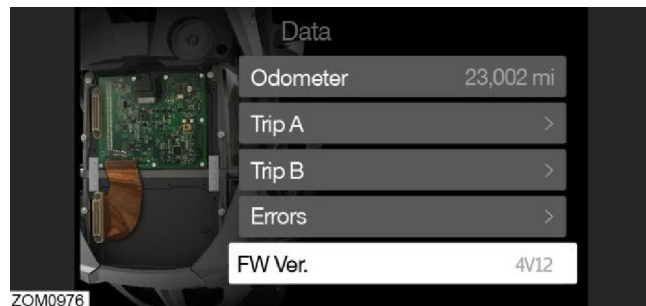 Data
Odometer 23,002 mi
Trip A >
Trip B >
Errors >
FW Ver. 4V12
ZOM0976